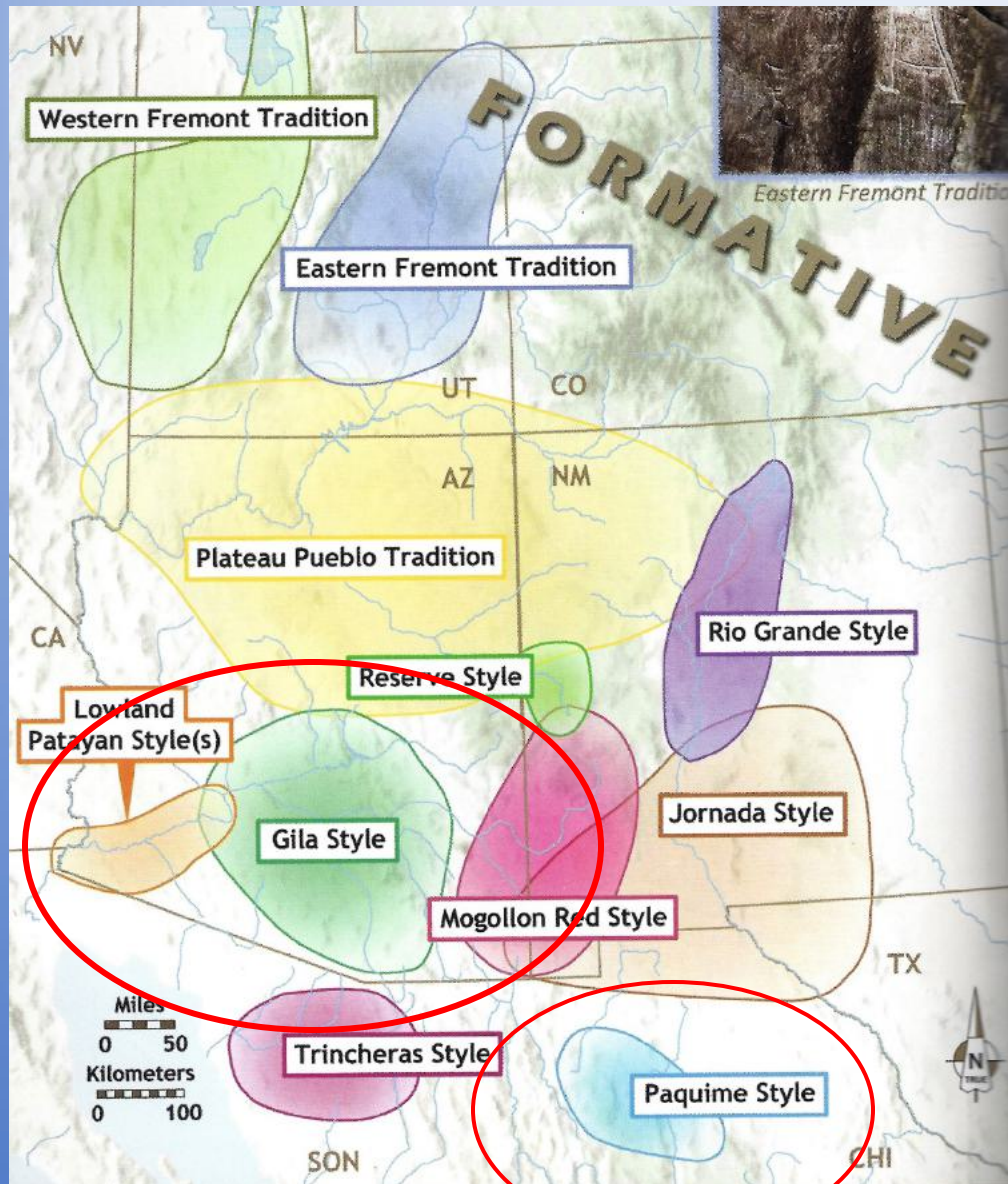 NV
Western Fremont Tradition
FORMATIVE
Eastern Fremont Traditio
Eastern Fremont Tradition
UT
CO
AZ
NM
Plateau Pueblo Tradition
CA
Rio Grande Style
Reserve Style
Lowland
Patayan Style(s)
Jornada Style
Gila Style
Mogollon Red Style
TX
Miles
0 50
Kilometers
0 100
Trincheras Style
N
TRUE
Paquime Style
SON
CHI